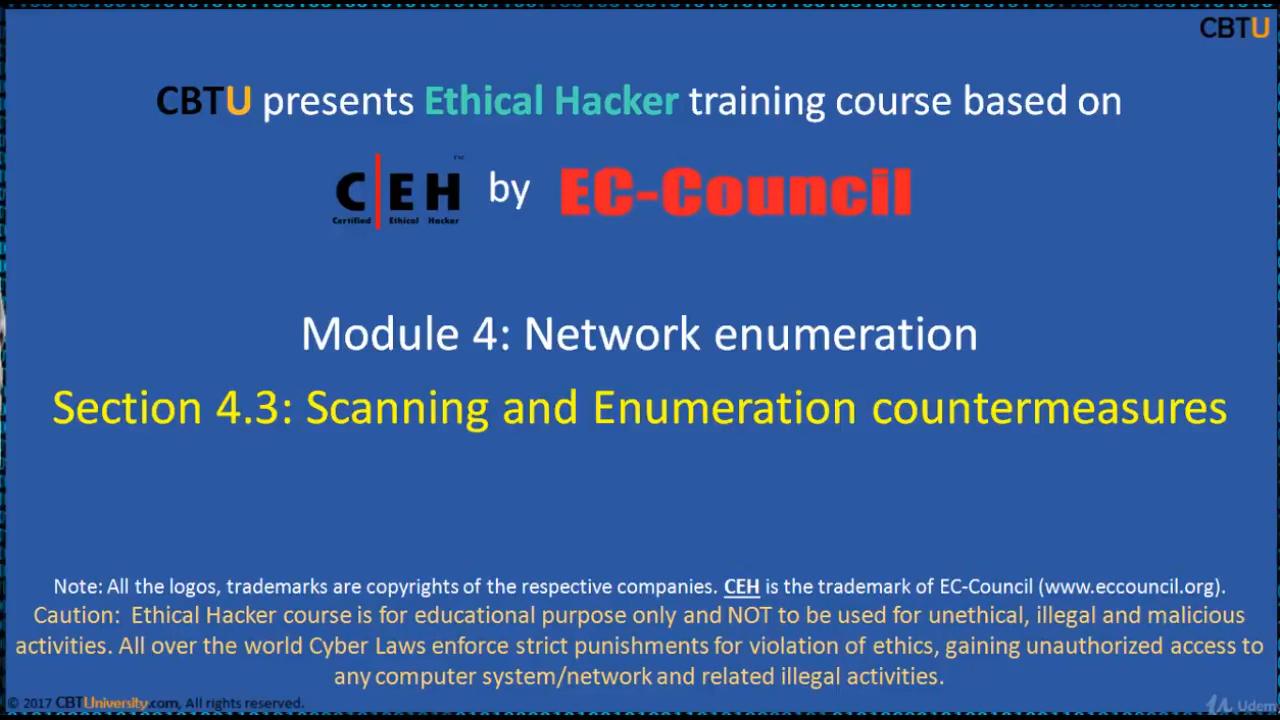 CBTU
CBTU presents Ethical Hacker training course based on
CEH™ by EC-Council
Certified Ethical Hacker
Module 4: Network enumeration
Section 4.3: Scanning and Enumeration countermeasures
Note: All the logos, trademarks are copyrights of the respective companies. CEH is the trademark of EC-Council (www.eccouncil.org).
Caution: Ethical Hacker course is for educational purpose only and NOT to be used for unethical, illegal and malicious
activities. All over the world Cyber Laws enforce strict punishments for violation of ethics, gaining unauthorized access to
any computer system/network and related illegal activities.
© 2017 CBTUniversity.com, All rights reserved.
Udem